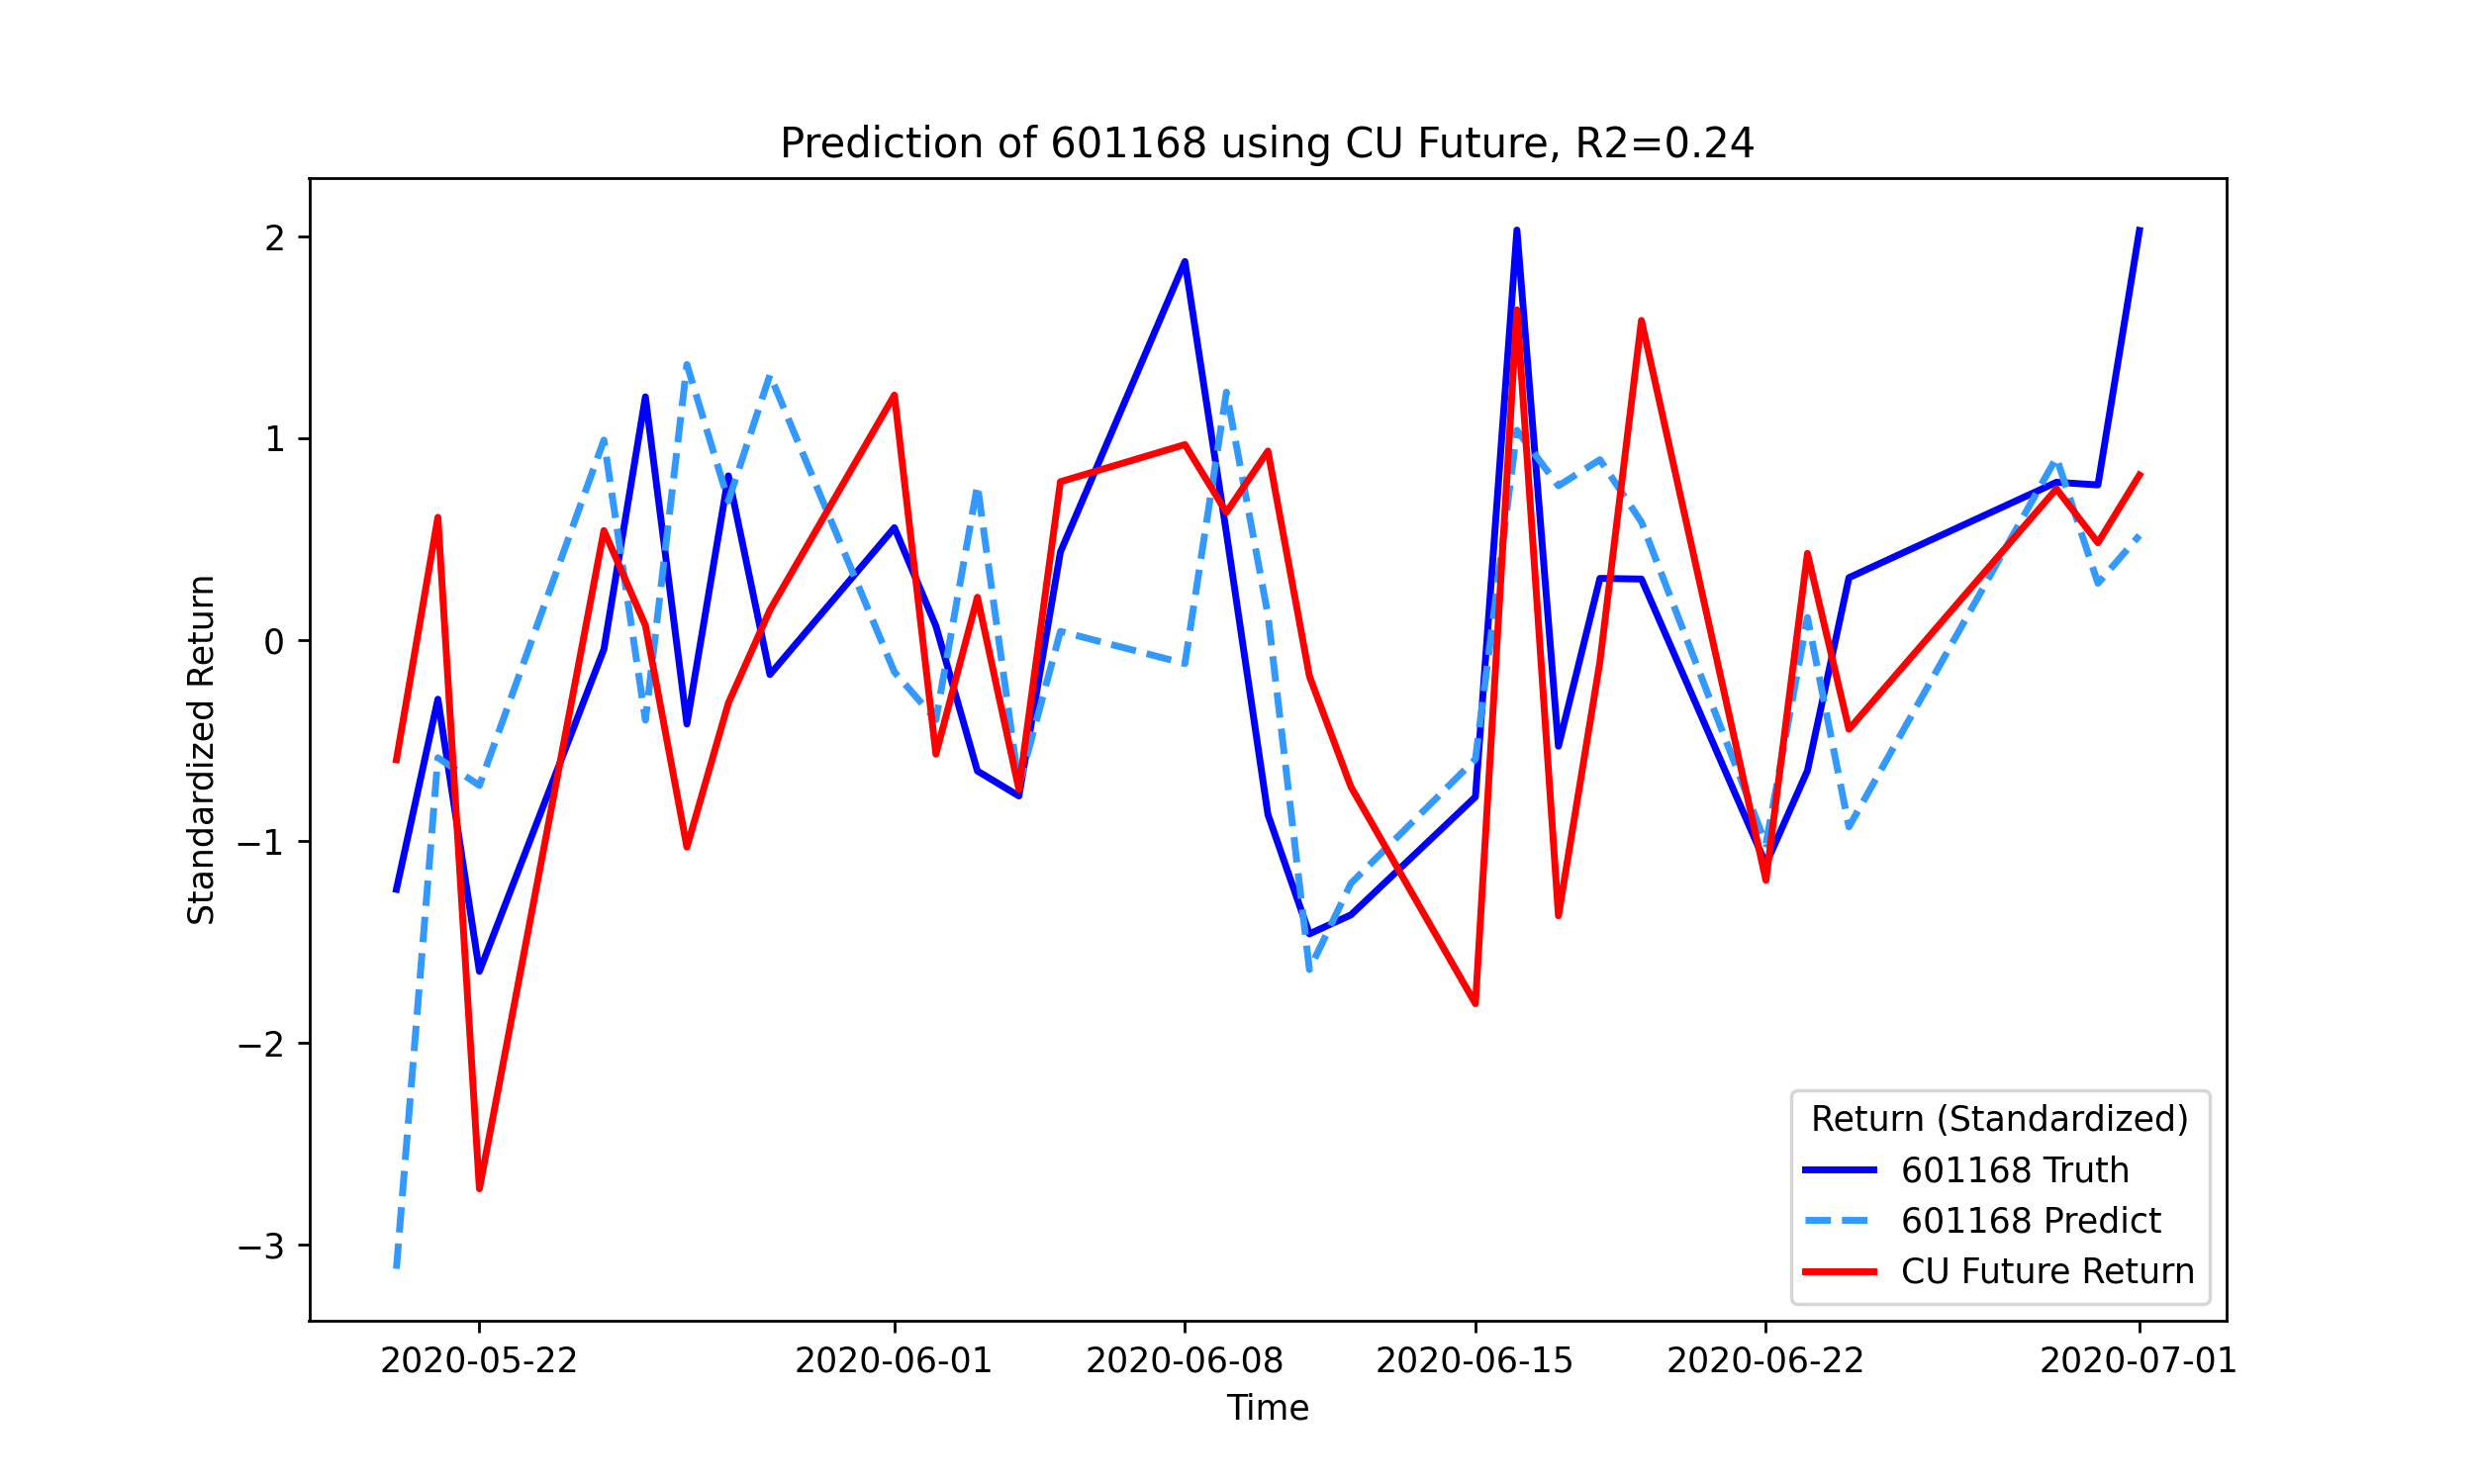 Prediction of 601168 using CU Future, R2=0.24
Standardized Return
2
1
0
−1
−2
−3
Return (Standardized)
601168 Truth
601168 Predict
CU Future Return
2020-05-22
2020-06-01
2020-06-08
2020-06-15
2020-06-22
2020-07-01
Time